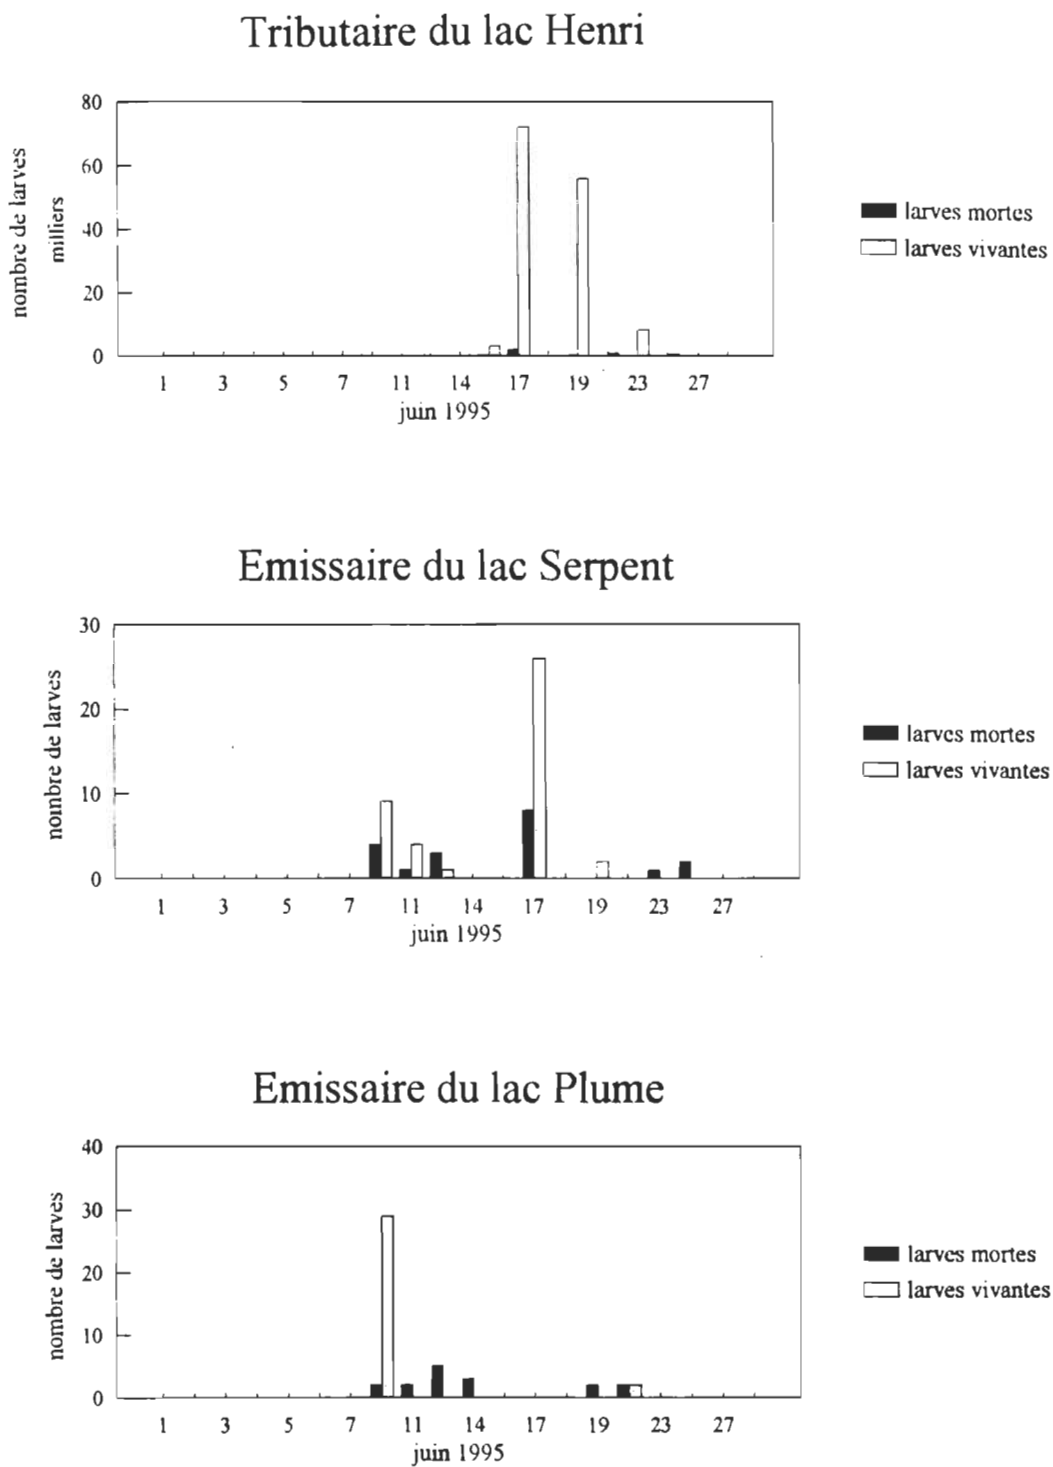 Tributaire du lac Henri
80
60
40
20
0
nombre de larves
milliers
1 3 5 7 11 14 17 19 23 27
juin 1995
larves mortes
larves vivantes
Emissaire du lac Serpent
30
20
10
0
nombre de larves
1 3 5 7 11 14 17 19 23 27
juin 1995
larves mortes
larves vivantes
Emissaire du lac Plume
40
30
20
10
0
nombre de larves
1 3 5 7 11 14 17 19 23 27
juin 1995
larves mortes
larves vivantes